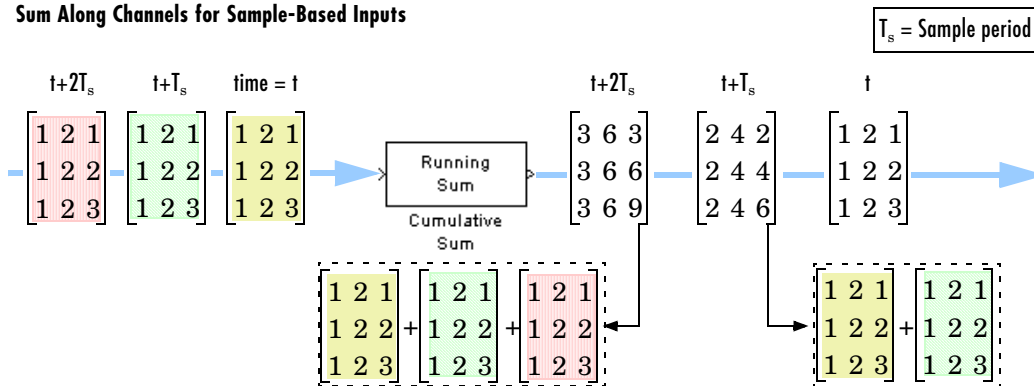 Sum Along Channels for Sample-Based Inputs
Ts = Sample period
t+2Ts t+Ts time = t t+2Ts t+Ts t
1 2 1 1 2 1 1 2 1 3 6 3 2 4 2 1 2 1
1 2 2 1 2 2 1 2 2 Running 3 6 6 2 4 4 1 2 2
Sum
1 2 3 1 2 3 1 2 3 3 6 9 2 4 6 1 2 3
Cumulative
Sum
1 2 1 1 2 1 1 2 1 1 2 1 1 2 1
1 2 2 + 1 2 2 + 1 2 2 1 2 2 + 1 2 2
1 2 3 1 2 3 1 2 3 1 2 3 1 2 3